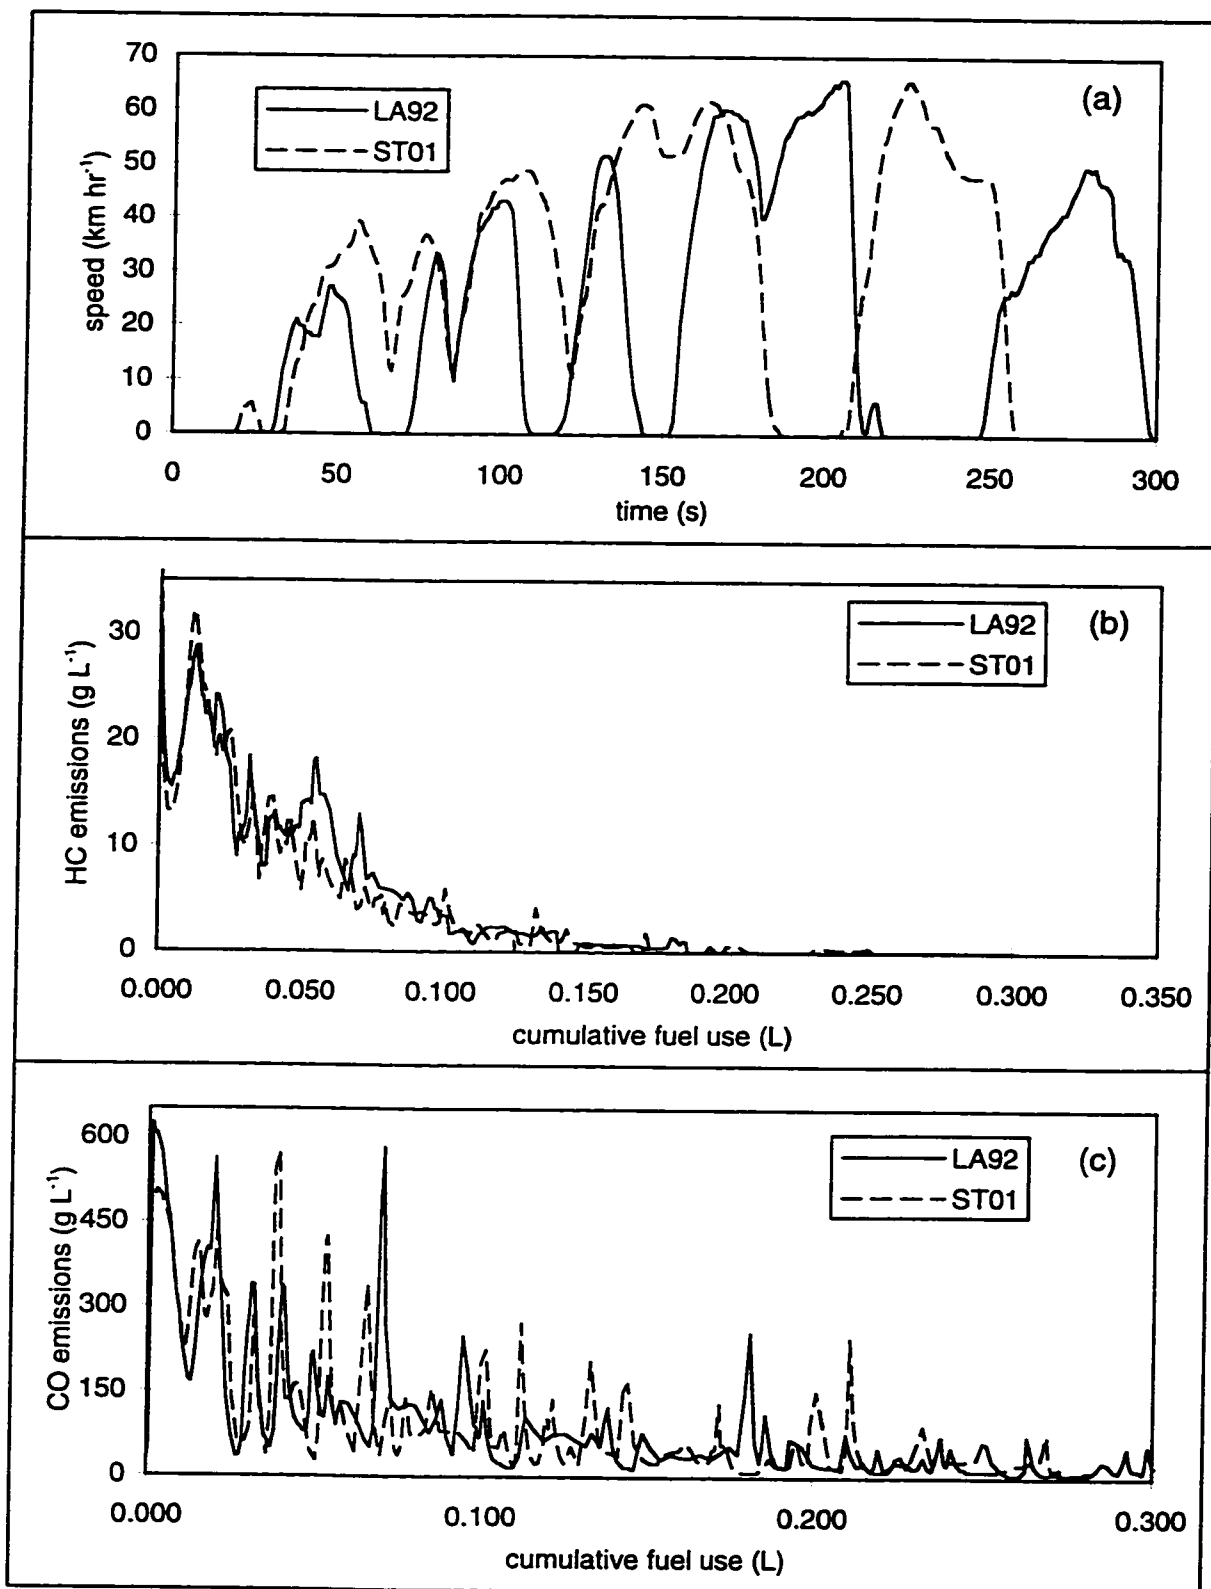 70
60
50
40
30
20
10
0
speed (km hr⁻¹)
LA92
ST01
(a)
0 50 100 150 200 250 300
time (s)
30
20
10
0
HC emissions (g L⁻¹)
LA92
ST01
(b)
0.000 0.050 0.100 0.150 0.200 0.250 0.300 0.350
cumulative fuel use (L)
600
450
300
150
0
CO emissions (g L⁻¹)
LA92
ST01
(c)
0.000 0.100 0.200 0.300
cumulative fuel use (L)